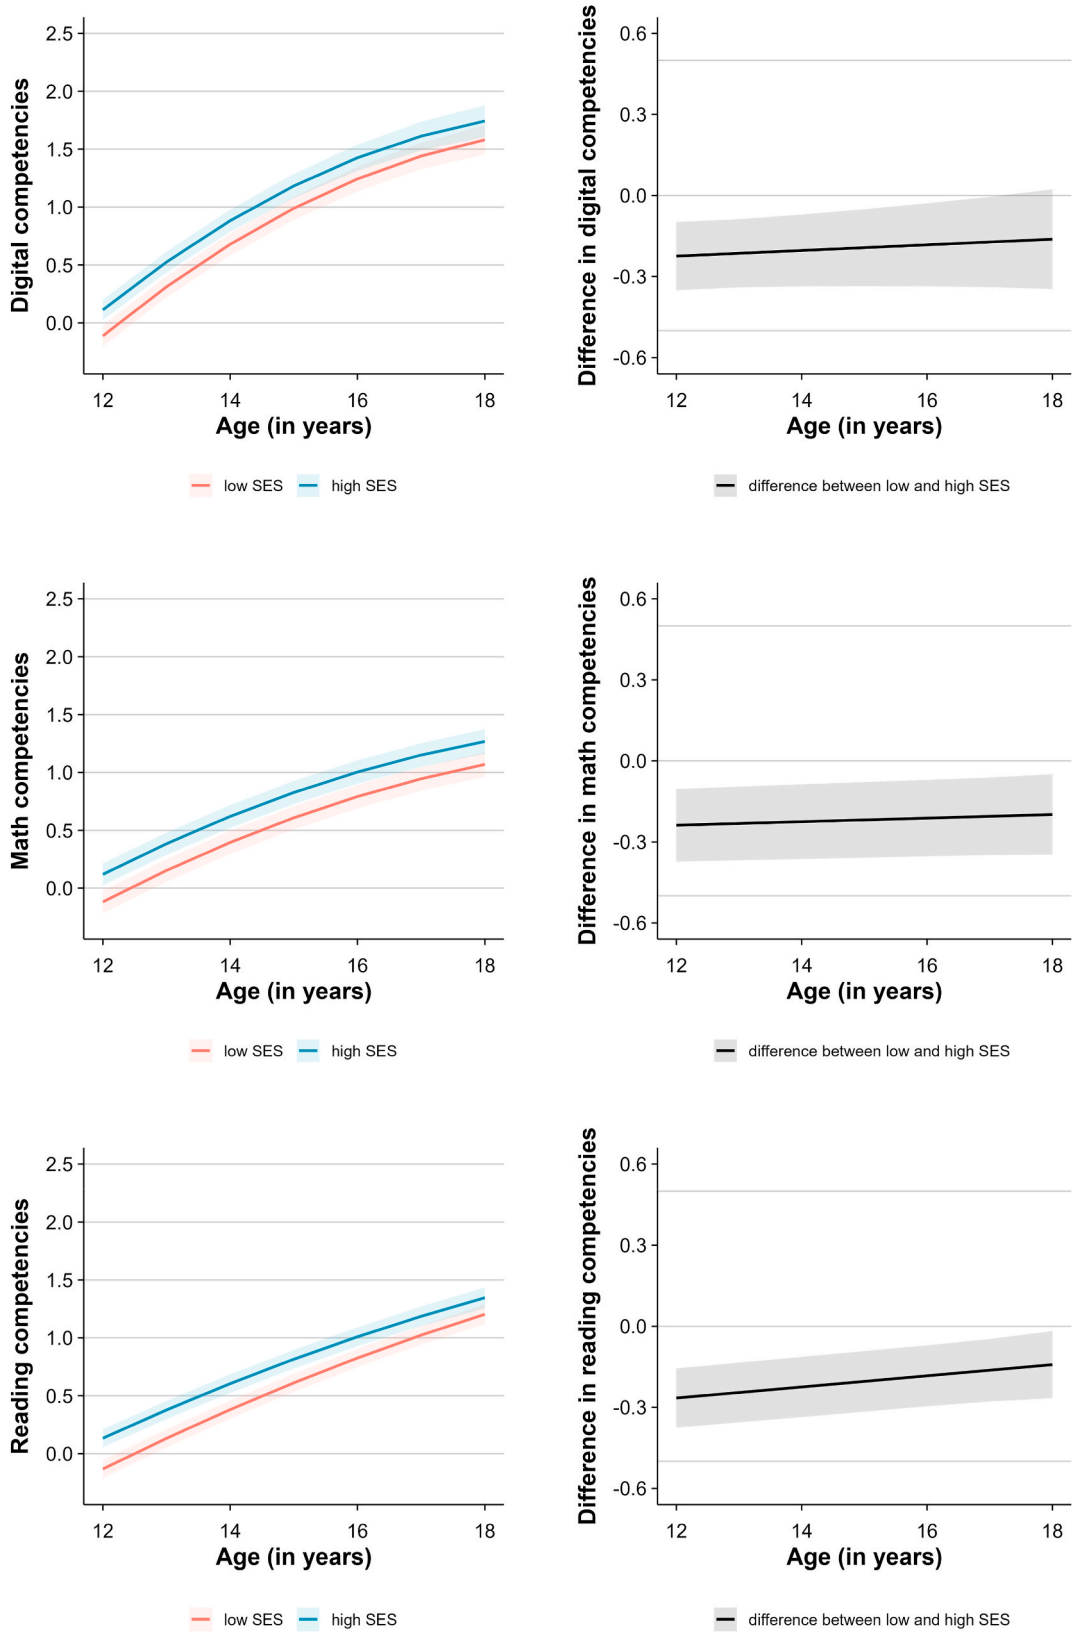 Digital competencies
2.5
2.0
1.5
1.0
0.5
0.0
12 14 16 18
Age (in years)
low SES high SES
Difference in digital competencies
0.6
0.3
0.0
-0.3
-0.6
12 14 16 18
Age (in years)
difference between low and high SES
Math competencies
2.5
2.0
1.5
1.0
0.5
0.0
12 14 16 18
Age (in years)
low SES high SES
Difference in math competencies
0.6
0.3
0.0
-0.3
-0.6
12 14 16 18
Age (in years)
difference between low and high SES
Reading competencies
2.5
2.0
1.5
1.0
0.5
0.0
12 14 16 18
Age (in years)
low SES high SES
Difference in reading competencies
0.6
0.3
0.0
-0.3
-0.6
12 14 16 18
Age (in years)
difference between low and high SES